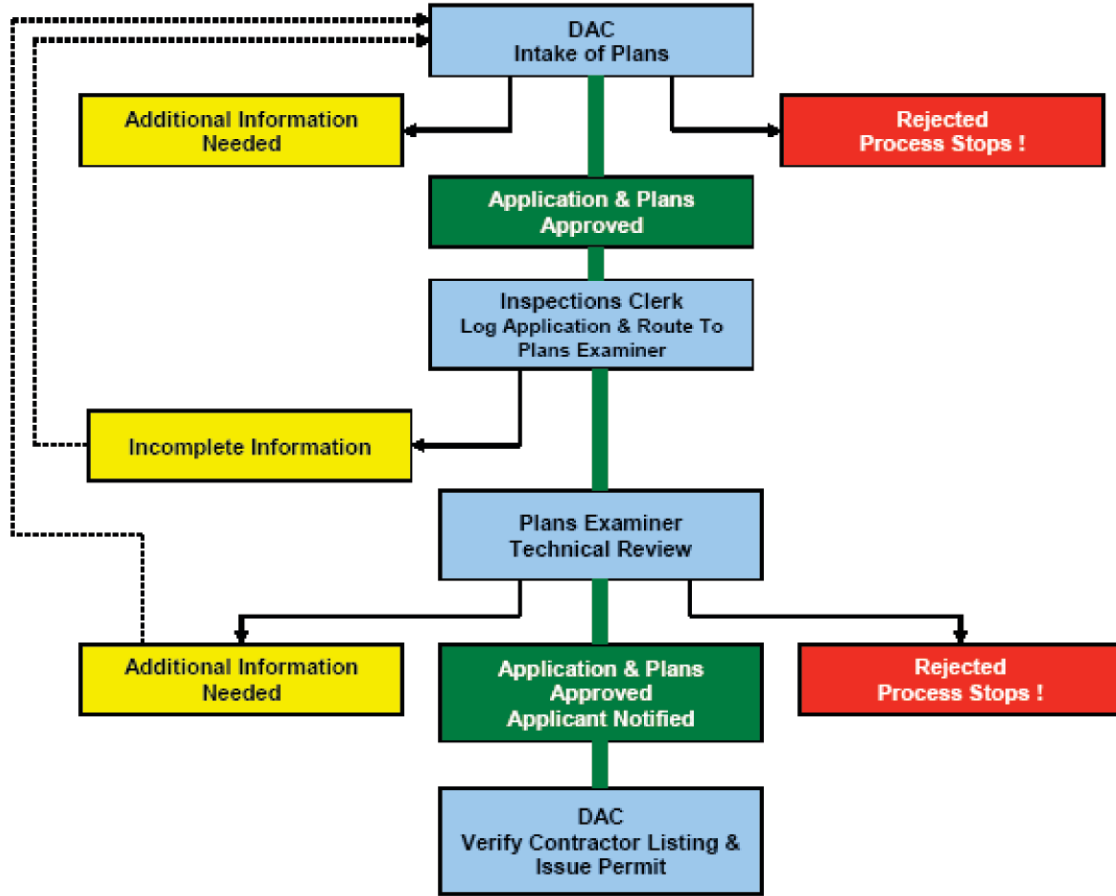 DAC
Intake of Plans
Additional Information
Needed
Rejected
Process Stops !
Application & Plans
Approved
Inspections Clerk
Log Application & Route To
Plans Examiner
Incomplete Information
Plans Examiner
Technical Review
Additional Information
Needed
Application & Plans
Approved
Applicant Notified
Rejected
Process Stops !
DAC
Verify Contractor Listing &
Issue Permit